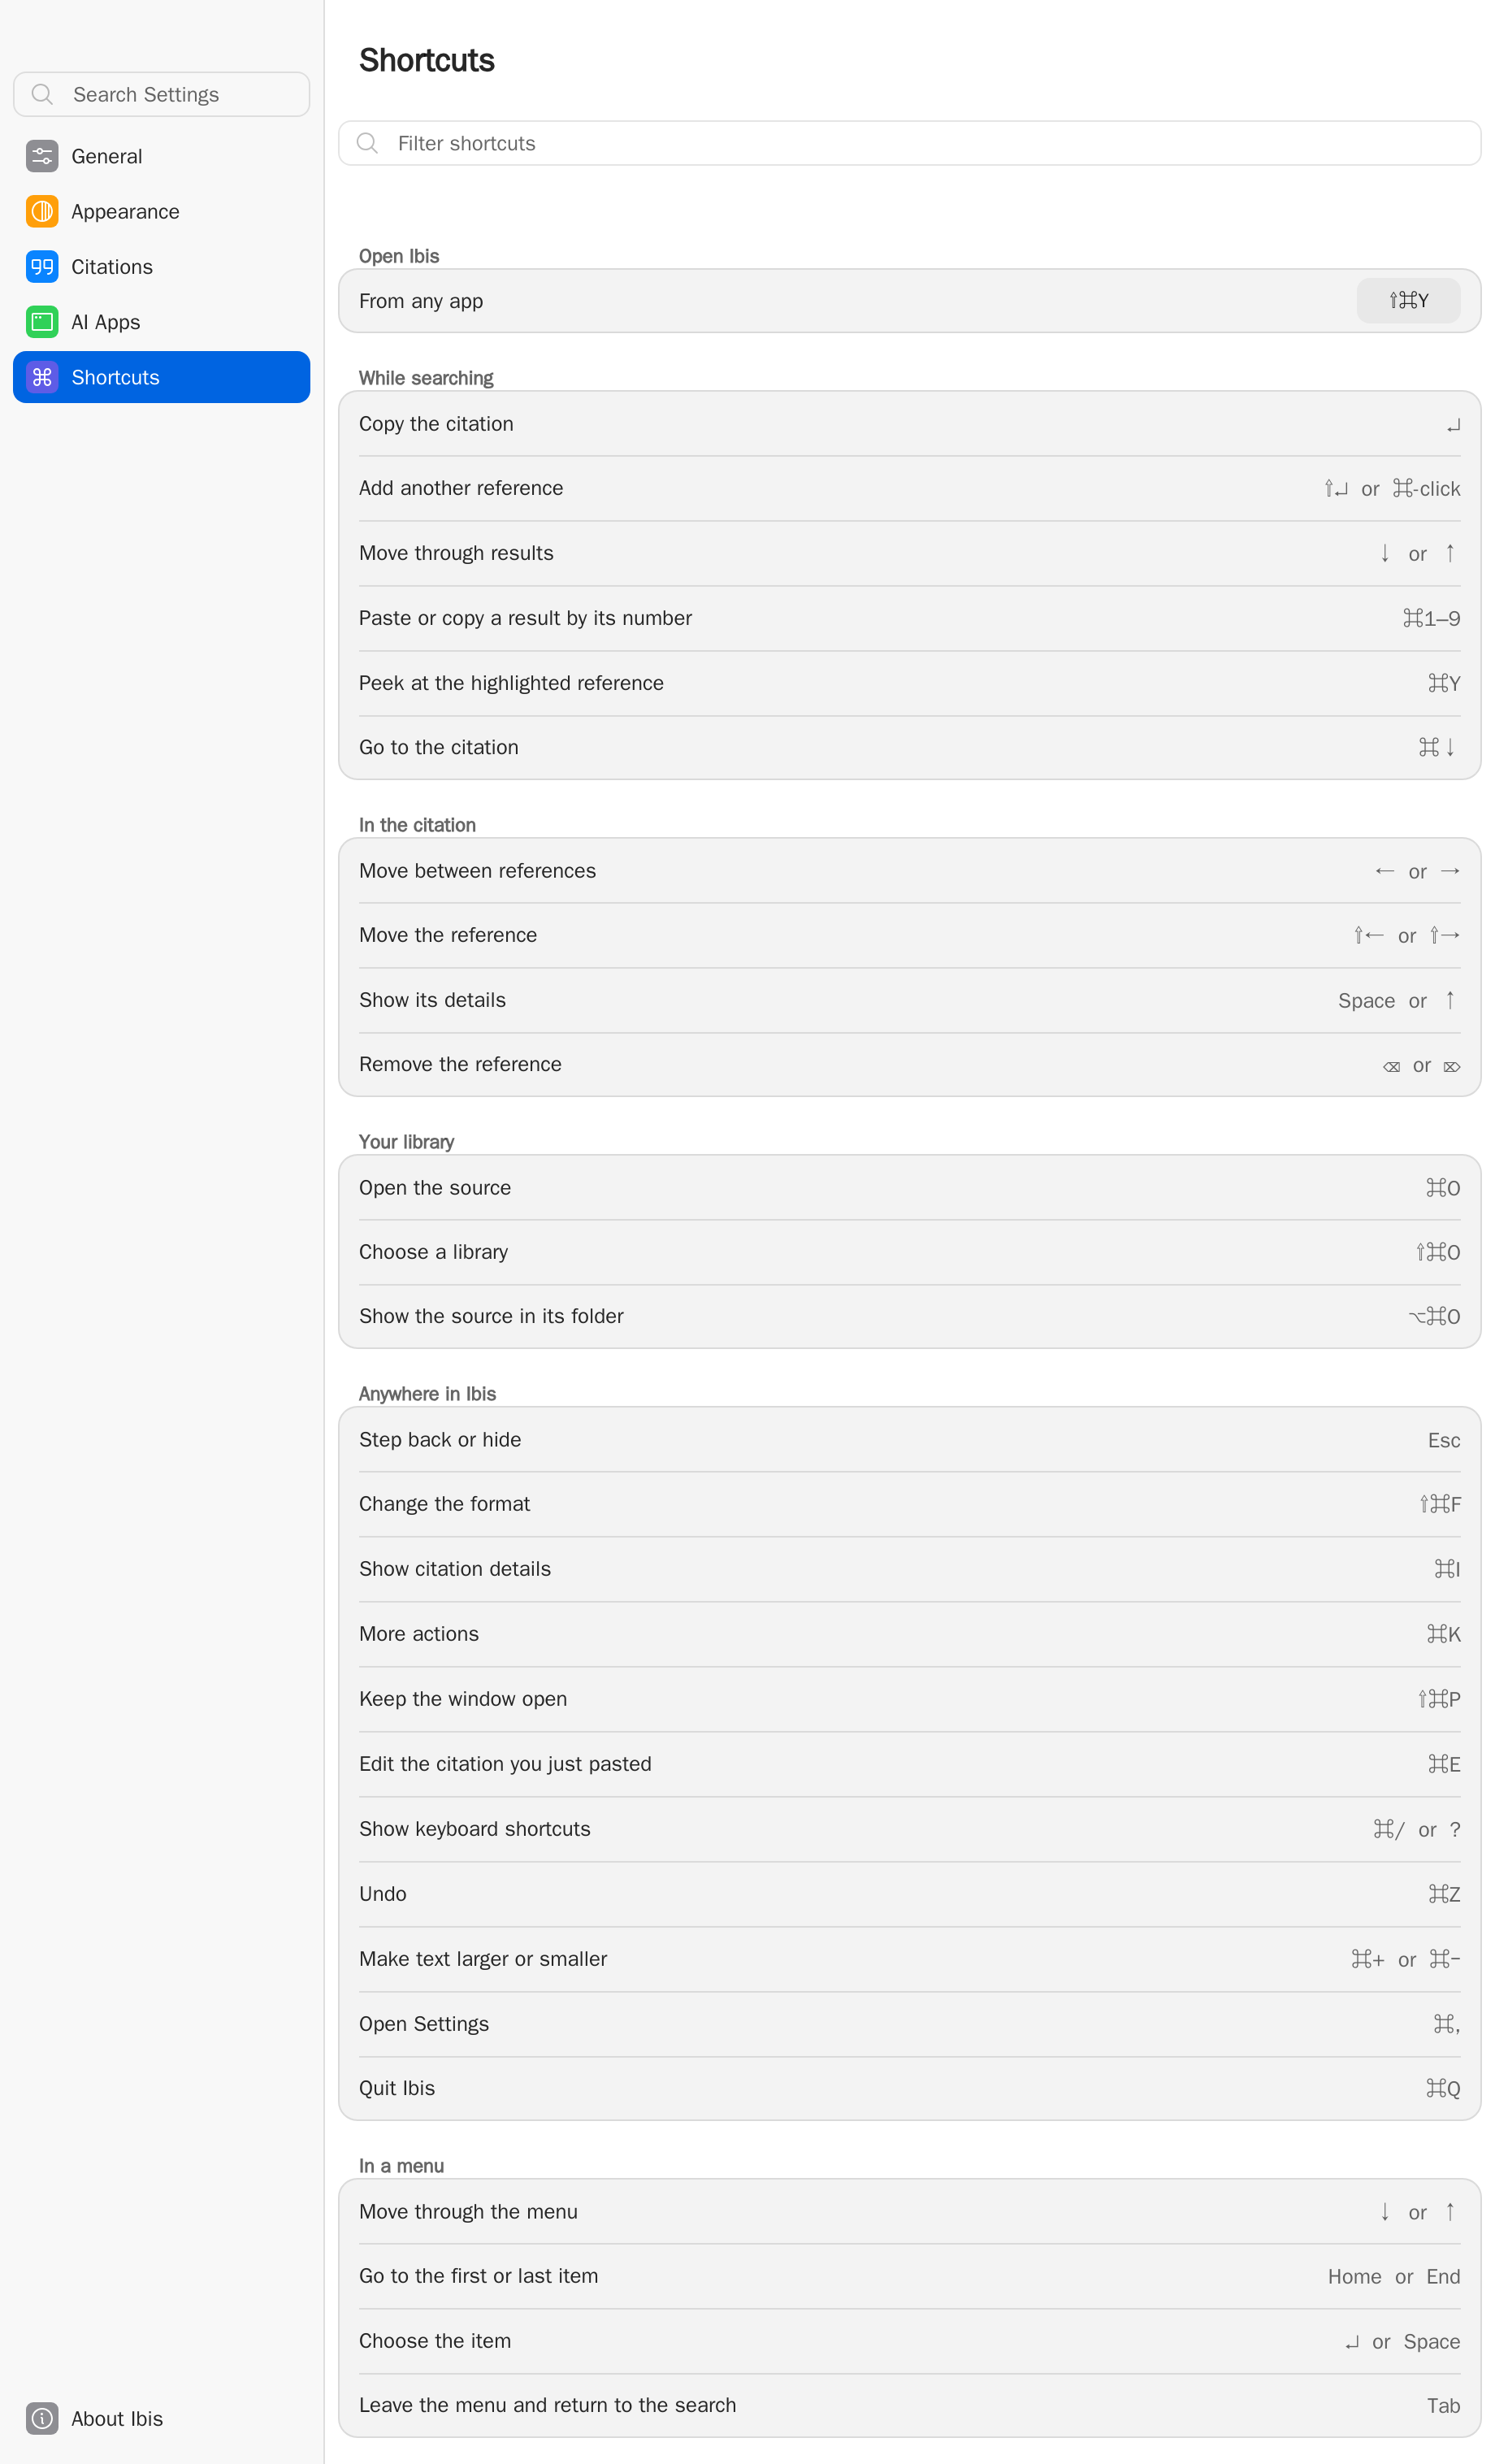 Search Settings
General
Appearance
Citations
AI Apps
Shortcuts
About Ibis
Shortcuts
Filter shortcuts
Open Ibis
From any app ⇧⌘Y
While searching
Copy the citation ↵
Add another reference ⇧↵ or ⌘-click
Move through results ↓ or ↑
Paste or copy a result by its number ⌘1–9
Peek at the highlighted reference ⌘Y
Go to the citation ⌘↓
In the citation
Move between references ← or →
Move the reference ⇧← or ⇧→
Show its details Space or ↑
Remove the reference ⌫ or ⌦
Your library
Open the source ⌘O
Choose a library ⇧⌘O
Show the source in its folder ⌥⌘O
Anywhere in Ibis
Step back or hide Esc
Change the format ⇧⌘F
Show citation details ⌘I
More actions ⌘K
Keep the window open ⇧⌘P
Edit the citation you just pasted ⌘E
Show keyboard shortcuts ⌘/ or ?
Undo ⌘Z
Make text larger or smaller ⌘+ or ⌘−
Open Settings ⌘,
Quit Ibis ⌘Q
In a menu
Move through the menu ↓ or ↑
Go to the first or last item Home or End
Choose the item ↵ or Space
Leave the menu and return to the search Tab